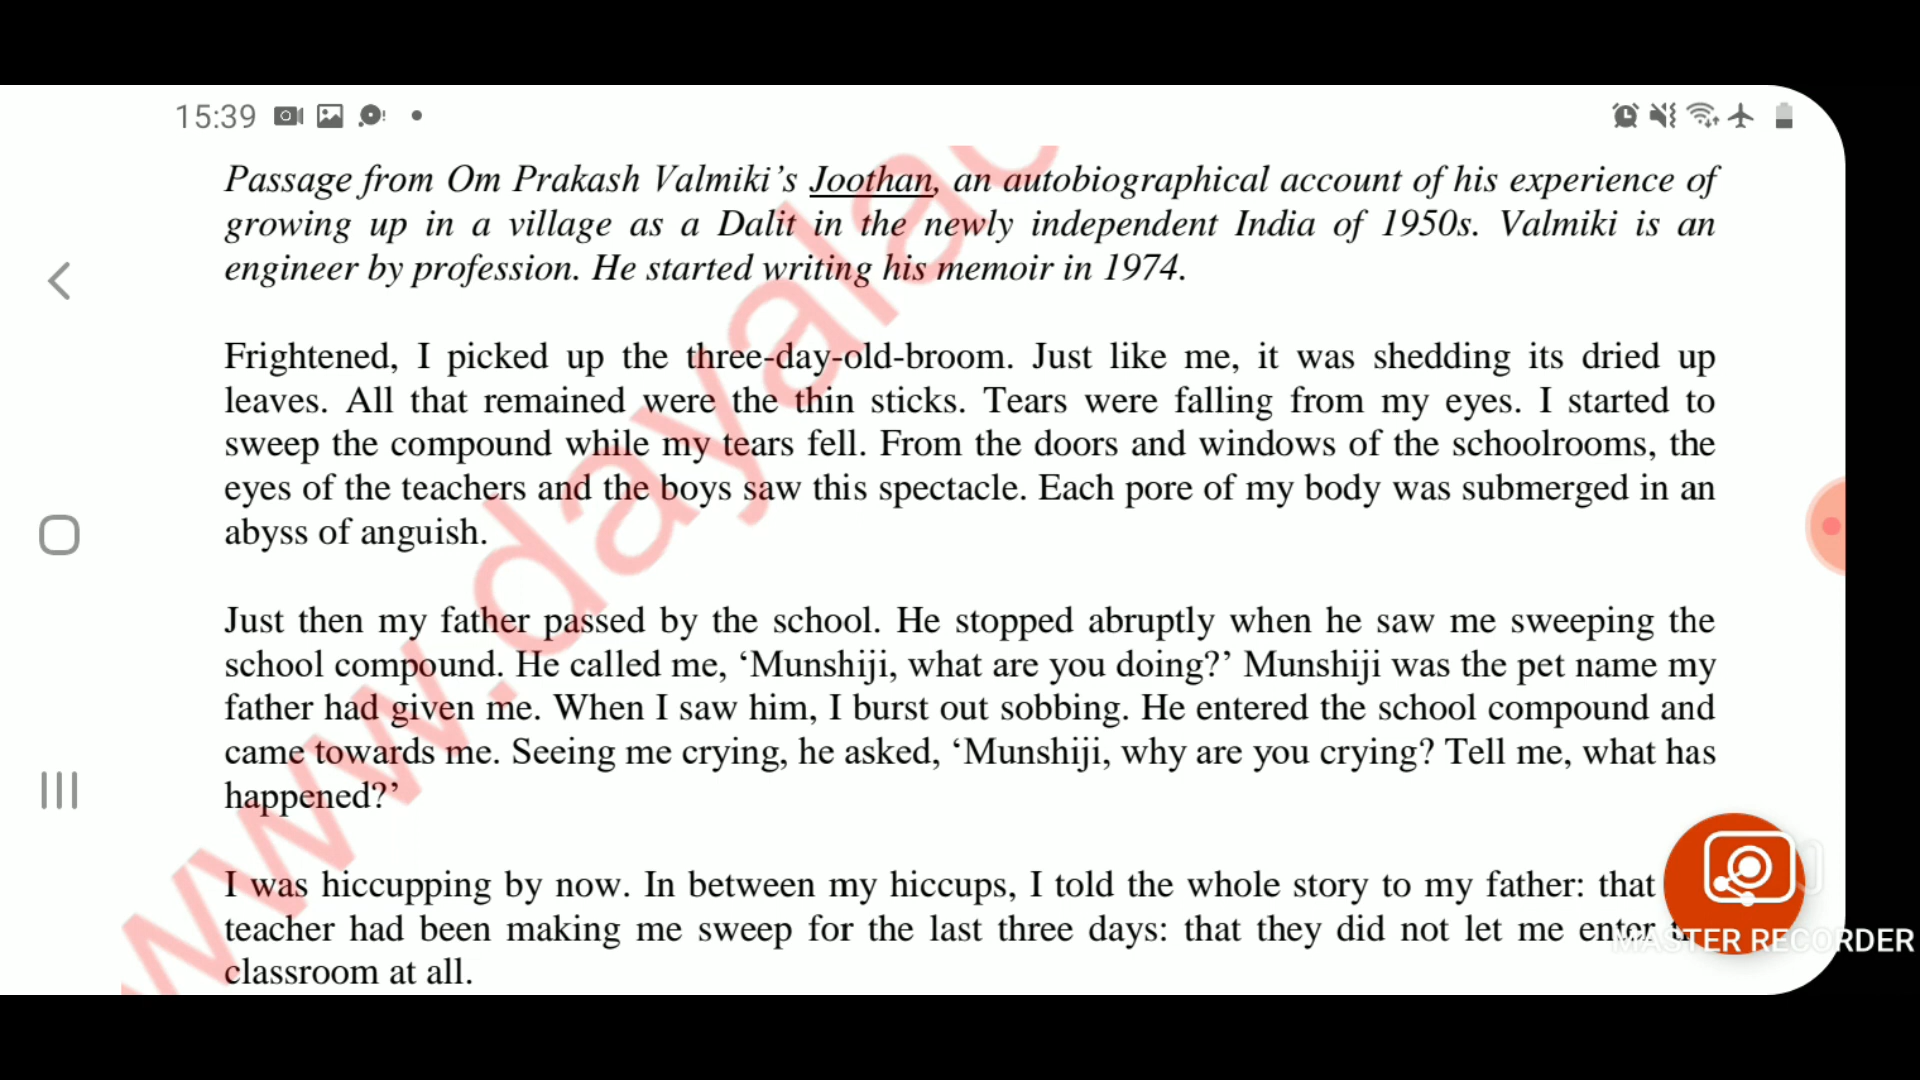 15:39
Passage from Om Prakash Valmiki’s Joothan, an autobiographical account of his experience of
growing up in a village as a Dalit in the newly independent India of 1950s. Valmiki is an
engineer by profession. He started writing his memoir in 1974.
Frightened, I picked up the three-day-old-broom. Just like me, it was shedding its dried up
leaves. All that remained were the thin sticks. Tears were falling from my eyes. I started to
sweep the compound while my tears fell. From the doors and windows of the schoolrooms, the
eyes of the teachers and the boys saw this spectacle. Each pore of my body was submerged in an
abyss of anguish.
Just then my father passed by the school. He stopped abruptly when he saw me sweeping the
school compound. He called me, ‘Munshiji, what are you doing?’ Munshiji was the pet name my
father had given me. When I saw him, I burst out sobbing. He entered the school compound and
came towards me. Seeing me crying, he asked, ‘Munshiji, why are you crying? Tell me, what has
happened?’
I was hiccupping by now. In between my hiccups, I told the whole story to my father: that
teacher had been making me sweep for the last three days: that they did not let me enter
classroom at all.
www.dayalac
MASTER RECORDER